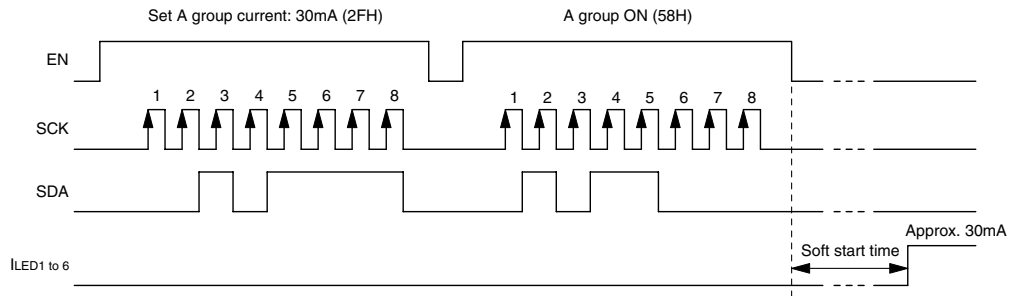 Set A group current: 30mA (2FH)
A group ON (58H)
EN
1 2 3 4 5 6 7 8
1 2 3 4 5 6 7 8
SCK
SDA
Approx. 30mA
Soft start time
ILED1 to 6